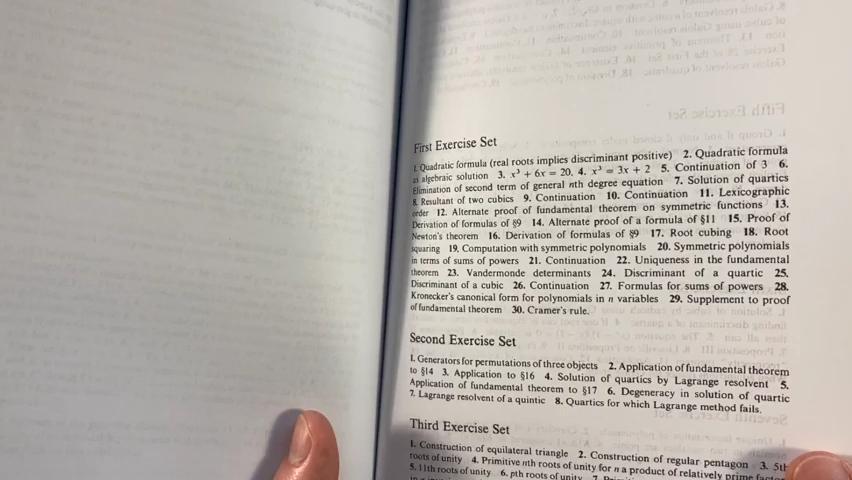 First Exercise Set
1. Quadratic formula (real roots implies discriminant positive) 2. Quadratic formula
as algebraic solution 3. x³ + 6x = 20. 4. x³ = 3x + 2 5. Continuation of 3 6.
Elimination of second term of general nth degree equation 7. Solution of quartics
8. Resultant of two cubics 9. Continuation 10. Continuation 11. Lexicographic
order 12. Alternate proof of fundamental theorem on symmetric functions 13.
Derivation of formulas of §9 14. Alternate proof of a formula of §11 15. Proof of
Newton's theorem 16. Derivation of formulas of §9 17. Root cubing 18. Root
squaring 19. Computation with symmetric polynomials 20. Symmetric polynomials
in terms of sums of powers 21. Continuation 22. Uniqueness in the fundamental
theorem 23. Vandermonde determinants 24. Discriminant of a quartic 25.
Discriminant of a cubic 26. Continuation 27. Formulas for sums of powers 28.
Kronecker's canonical form for polynomials in n variables 29. Supplement to proof
of fundamental theorem 30. Cramer's rule.
Second Exercise Set
1. Generators for permutations of three objects 2. Application of fundamental theorem
to §14 3. Application to §16 4. Solution of quartics by Lagrange resolvent 5.
Application of fundamental theorem to §17 6. Degeneracy in solution of quartic
7. Lagrange resolvent of a quintic 8. Quartics for which Lagrange method fails.
Third Exercise Set
1. Construction of equilateral triangle 2. Construction of regular pentagon 3. 5th
roots of unity 4. Primitive nth roots of unity for n a product of relatively prime factors
5. 11th roots of unity 6. pth roots of unity 7.